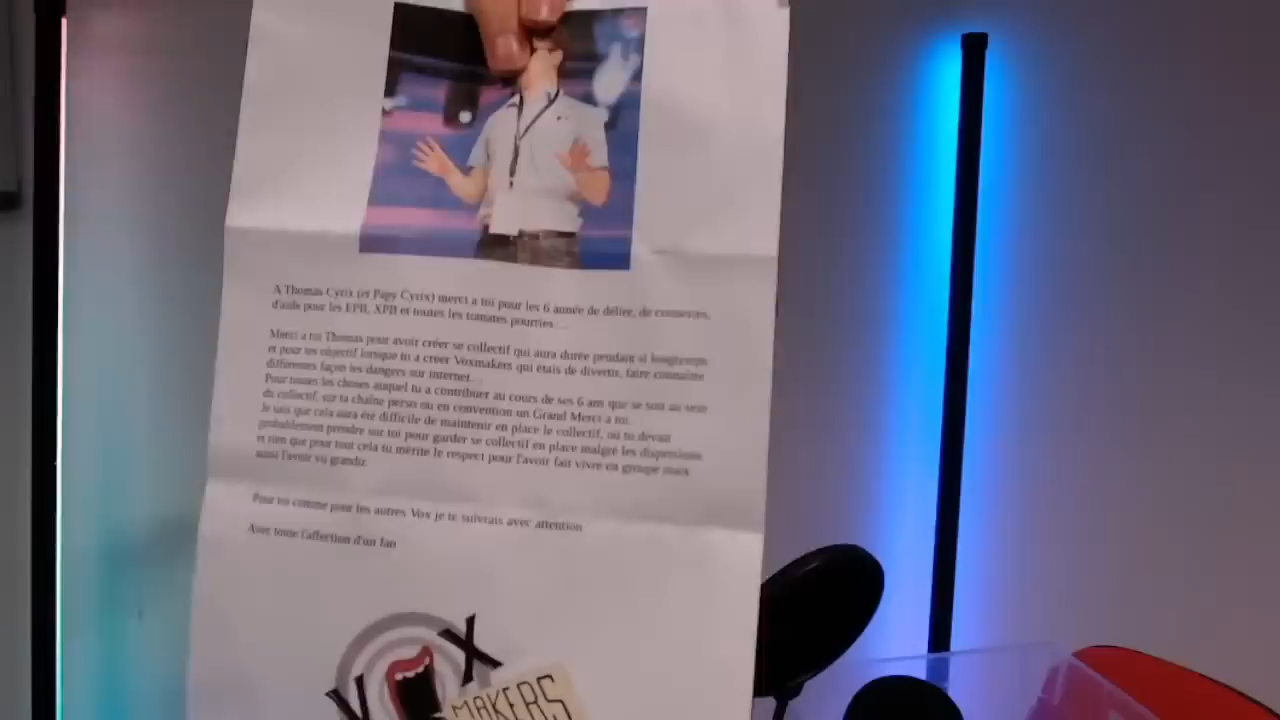 A Thomas Cyrix (et Papy Cyrix) merci a toi pour les 6 année de délire, de conneries,
d'aide pour les EPB, XPB et toutes les tomates pourries…
Merci a toi Thomas pour avoir créer se collectif qui aura durée pendant si longtemps
et pour tes objectif lorsque tu a créer Voxmakers qui étais de divertir, faire connaitre
differentes façon les dangers sur internet…
Pour toutes les choses auquel tu a contribuer au cours de ses 6 ans que se soit au sein
du collectif, sur ta chaîne perso ou en convention un Grand Merci a toi.
Je sais que cela aura été difficile de maintenir en place le collectif, où tu devait
probablement prendre sur toi pour garder se collectif en place malgré les dispersions
et rien que pour tout cela tu mérite le respect pour l'avoir fait vivre en groupe mais
aussi l'avoir vu grandir.
Pour toi comme pour les autres Vox je te suivrais avec attention
Avec toute l'affection d'un fan
VOX
MAKERS